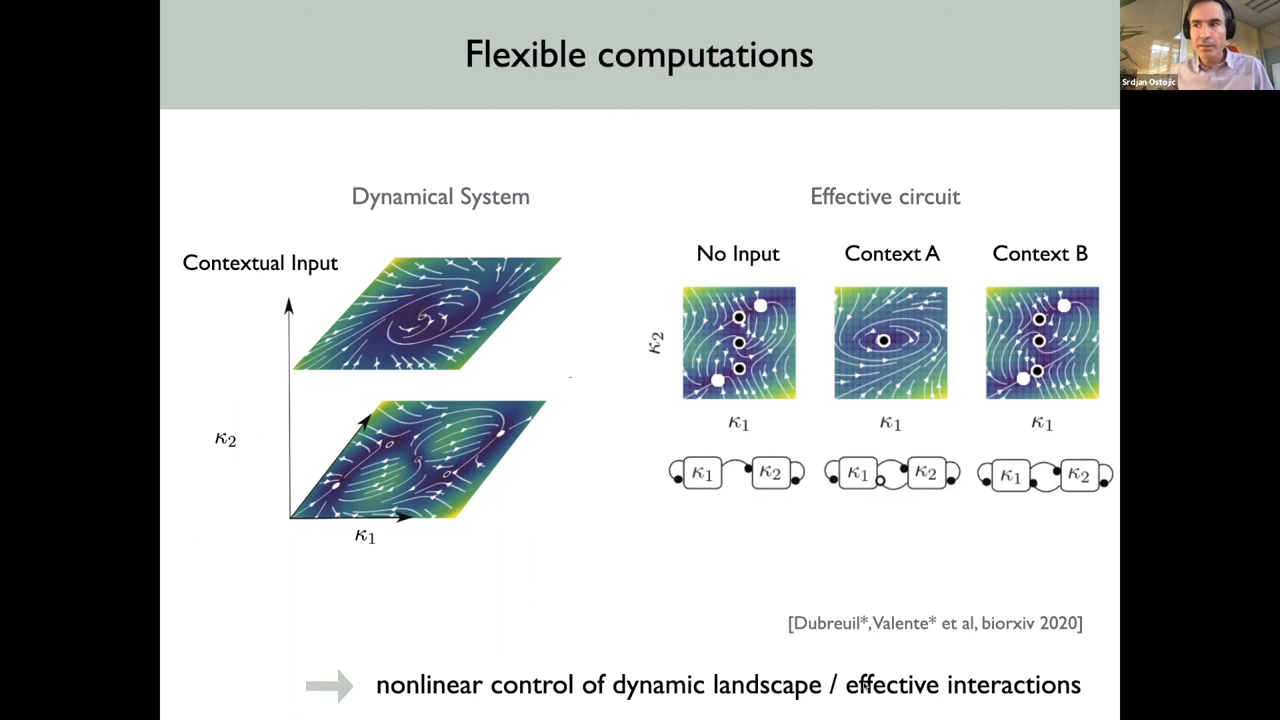 Flexible computations
Srdjan Ostojic
Dynamical System
Effective circuit
Contextual Input
No Input
Context A
Context B
κ2
κ1
κ2
κ1
κ1
κ1
κ1 κ2
κ1 κ2
κ1 κ2
[Dubreuil*,Valente* et al, biorxiv 2020]
nonlinear control of dynamic landscape / effective interactions